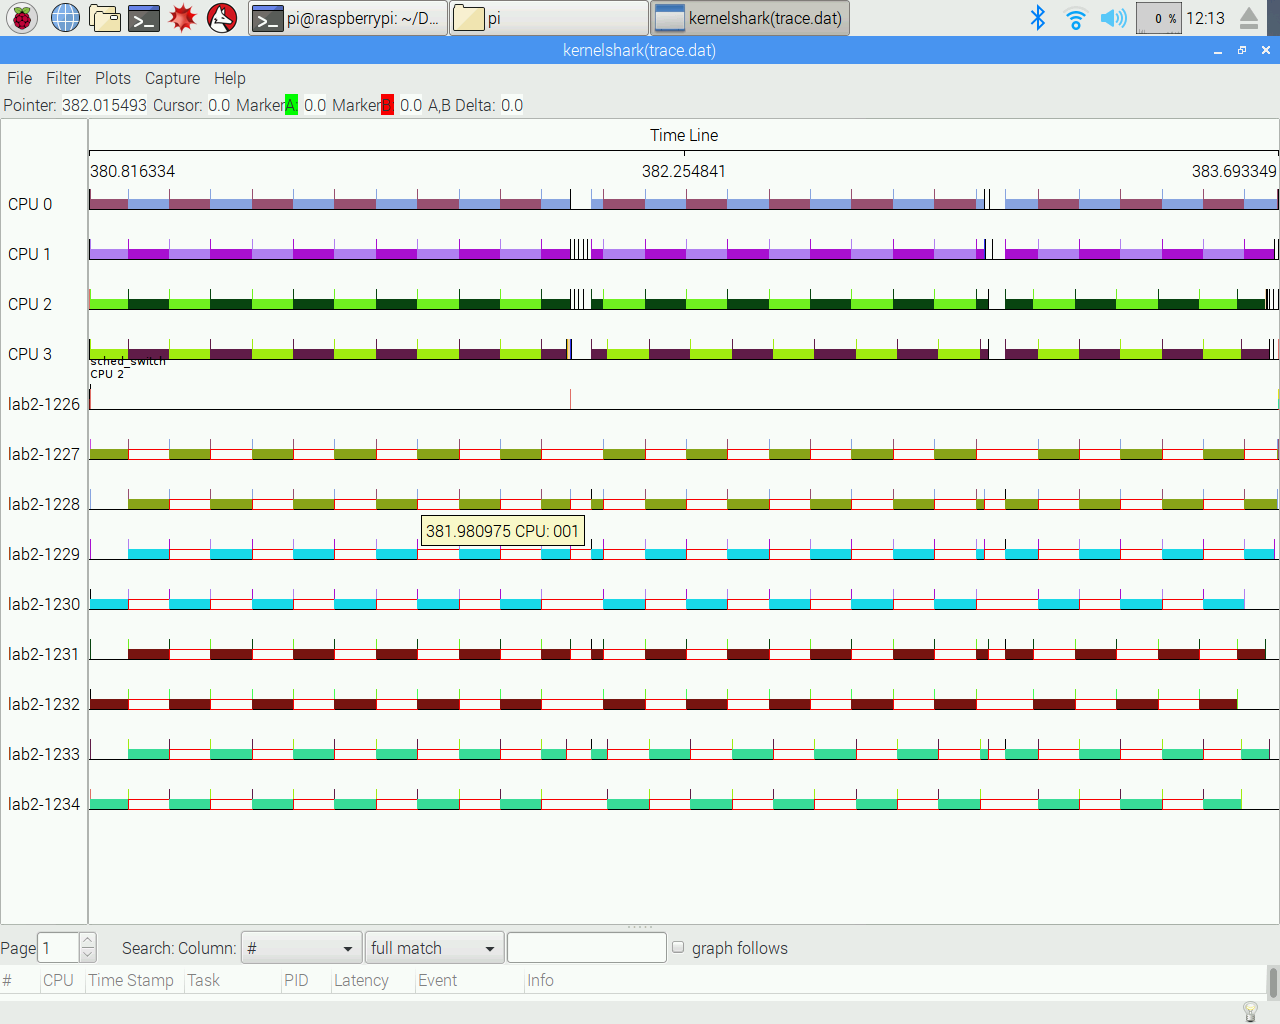 pi@raspberrypi: ~/D... pi kernelshark(trace.dat) 0 % 12:13
kernelshark(trace.dat)
File Filter Plots Capture Help
Pointer: 382.015493 Cursor: 0.0 MarkerA: 0.0 MarkerB: 0.0 A,B Delta: 0.0
Time Line
380.816334 382.254841 383.693349
CPU 0
CPU 1
CPU 2
CPU 3
sched_switch
CPU 2
lab2-1226
lab2-1227
lab2-1228
381.980975 CPU: 001
lab2-1229
lab2-1230
lab2-1231
lab2-1232
lab2-1233
lab2-1234
Page 1 Search: Column: # full match graph follows
# CPU Time Stamp Task PID Latency Event Info